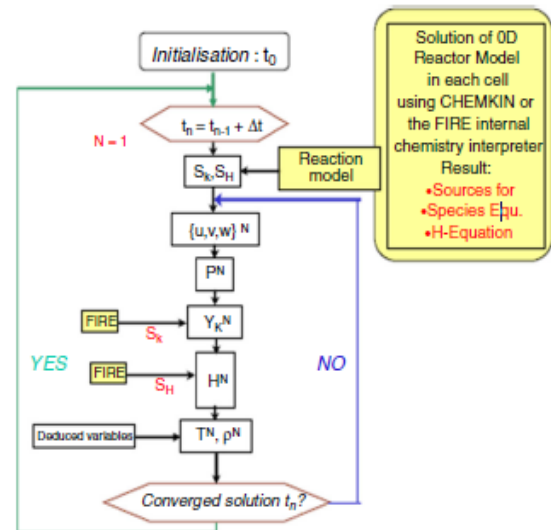 Initialisation : t0
tn = tn-1 + Δt
N = 1
Sk,SH
Reaction
model
Solution of 0D
Reactor Model
in each cell
using CHEMKIN or
the FIRE internal
chemistry interpreter
Result:
•Sources for
•Species Equ.
•H-Equation
{u,v,w} N
PN
FIRE
Sk
YKN
YES
NO
FIRE
SH
HN
Deduced variables
TN, ρN
Converged solution tn?